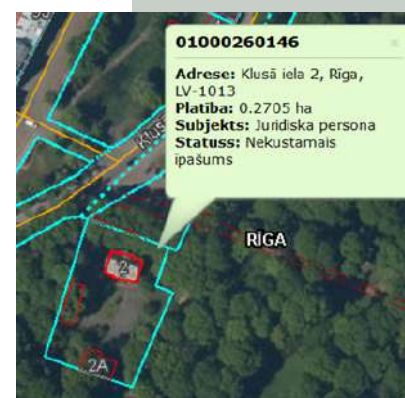 01000260146
Adrese: Klusā iela 2, Rīga,
LV-1013
Platība: 0.2705 ha
Subjekts: Juridiska persona
Statuss: Nekustamais
īpašums
RĪGA
2
2A